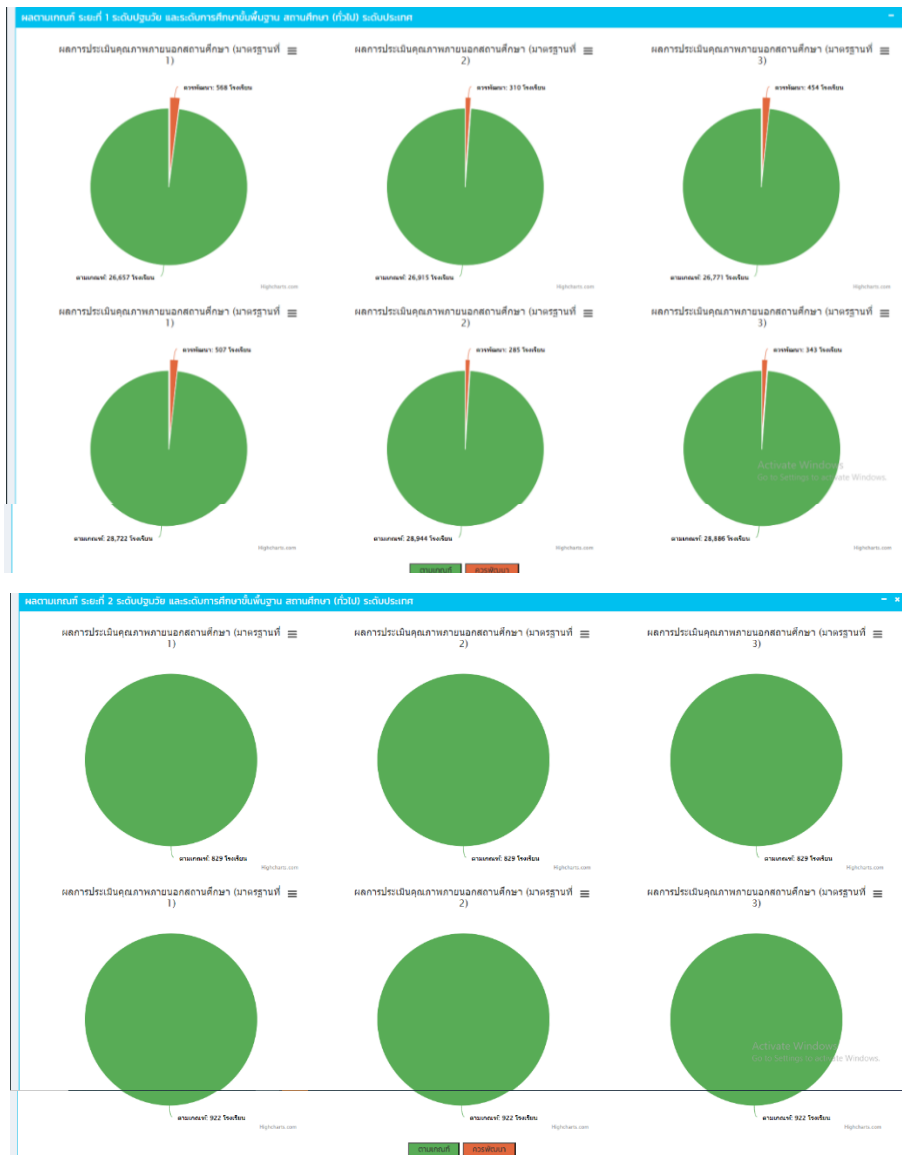 ผลตามเกณฑ์ ระยะที่ 1 ระดับปฐมวัย และระดับการศึกษาขั้นพื้นฐาน สถานศึกษา (ทั่วไป) ระดับประเทศ
ผลการประเมินคุณภาพภายนอกสถานศึกษา (มาตรฐานที่
1)
ผลการประเมินคุณภาพภายนอกสถานศึกษา (มาตรฐานที่
2)
ผลการประเมินคุณภาพภายนอกสถานศึกษา (มาตรฐานที่
3)
ควรพัฒนา: 568 โรงเรียน
ควรพัฒนา: 310 โรงเรียน
ควรพัฒนา: 454 โรงเรียน
ตามเกณฑ์: 26,657 โรงเรียน
ตามเกณฑ์: 26,915 โรงเรียน
ตามเกณฑ์: 26,771 โรงเรียน
Highcharts.com
Highcharts.com
Highcharts.com
ผลการประเมินคุณภาพภายนอกสถานศึกษา (มาตรฐานที่
1)
ผลการประเมินคุณภาพภายนอกสถานศึกษา (มาตรฐานที่
2)
ผลการประเมินคุณภาพภายนอกสถานศึกษา (มาตรฐานที่
3)
ควรพัฒนา: 507 โรงเรียน
ควรพัฒนา: 285 โรงเรียน
ควรพัฒนา: 343 โรงเรียน
Activate Windows
Go to Settings to activate Windows.
ตามเกณฑ์: 28,722 โรงเรียน
ตามเกณฑ์: 28,944 โรงเรียน
ตามเกณฑ์: 28,886 โรงเรียน
Highcharts.com
Highcharts.com
Highcharts.com
ตามเกณฑ์
ควรพัฒนา
ผลตามเกณฑ์ ระยะที่ 2 ระดับปฐมวัย และระดับการศึกษาขั้นพื้นฐาน สถานศึกษา (ทั่วไป) ระดับประเทศ
ผลการประเมินคุณภาพภายนอกสถานศึกษา (มาตรฐานที่
1)
ผลการประเมินคุณภาพภายนอกสถานศึกษา (มาตรฐานที่
2)
ผลการประเมินคุณภาพภายนอกสถานศึกษา (มาตรฐานที่
3)
ตามเกณฑ์: 829 โรงเรียน
ตามเกณฑ์: 829 โรงเรียน
ตามเกณฑ์: 829 โรงเรียน
Highcharts.com
Highcharts.com
Highcharts.com
ผลการประเมินคุณภาพภายนอกสถานศึกษา (มาตรฐานที่
1)
ผลการประเมินคุณภาพภายนอกสถานศึกษา (มาตรฐานที่
2)
ผลการประเมินคุณภาพภายนอกสถานศึกษา (มาตรฐานที่
3)
Activate Windows
Go to Settings to activate Windows.
ตามเกณฑ์: 922 โรงเรียน
ตามเกณฑ์: 922 โรงเรียน
ตามเกณฑ์: 922 โรงเรียน
Highcharts.com
Highcharts.com
Highcharts.com
ตามเกณฑ์
ควรพัฒนา